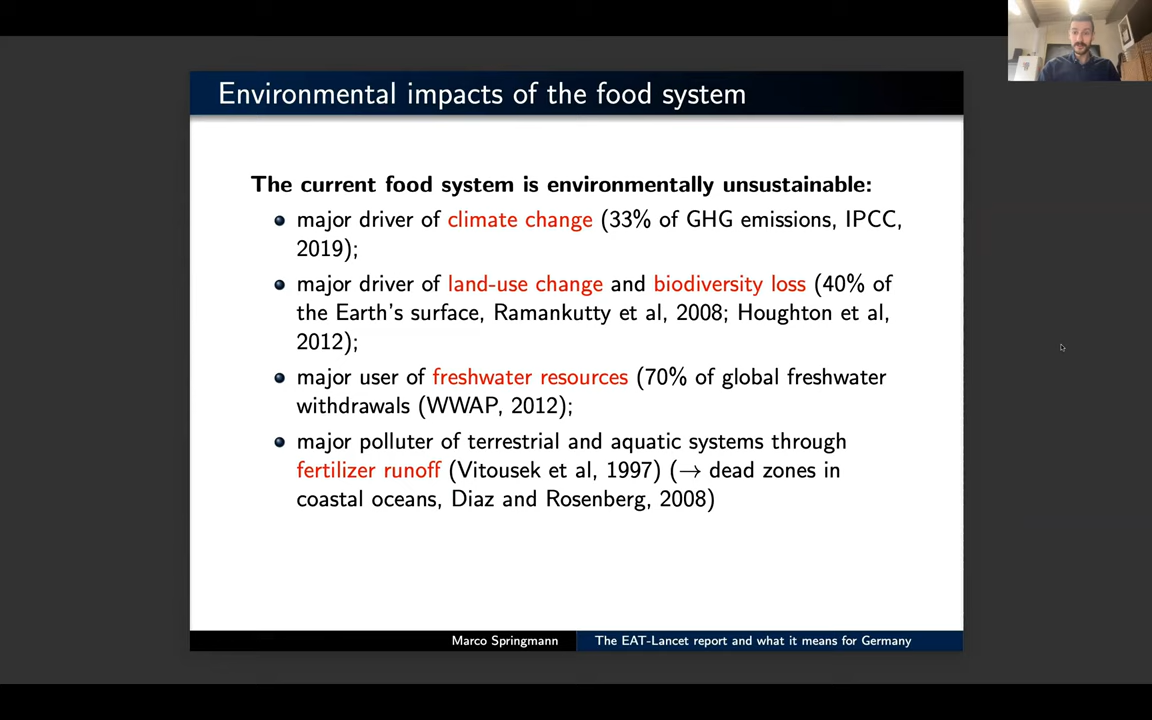 Environmental impacts of the food system
The current food system is environmentally unsustainable:
major driver of climate change (33% of GHG emissions, IPCC,
2019);
major driver of land-use change and biodiversity loss (40% of
the Earth's surface, Ramankutty et al, 2008; Houghton et al,
2012);
major user of freshwater resources (70% of global freshwater
withdrawals (WWAP, 2012);
major polluter of terrestrial and aquatic systems through
fertilizer runoff (Vitousek et al, 1997) (→ dead zones in
coastal oceans, Diaz and Rosenberg, 2008)
Marco Springmann
The EAT-Lancet report and what it means for Germany